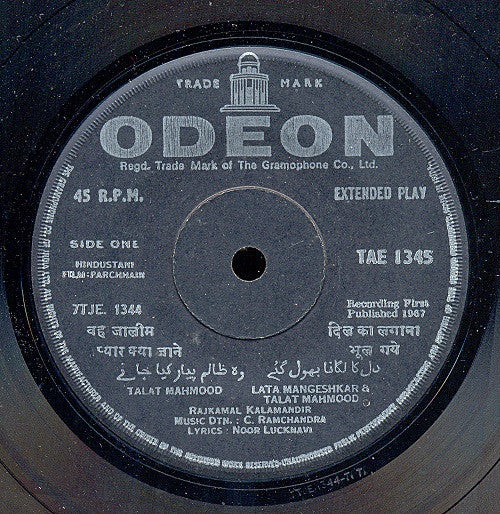 TRADE MARK
ODEON
Regd. Trade Mark of The Gramophone Co., Ltd.
45 R.P.M.
EXTENDED PLAY
SIDE ONE
TAE 1345
HINDUSTANI
FILM: PARCHHAIN
7TJE. 1344
Recording First
Published 1967
वह जालीम
प्यार क्या जाने
दिल का लगाना
भूल गये
وہ ظالم پیار کیا جانے
دل کا لگانا بھول گئے
TALAT MAHMOOD
LATA MANGESHKAR &
TALAT MAHMOOD
RAJKAMAL KALAMANDIR
MUSIC DTN. : C. RAMCHANDRA
LYRICS : NOOR LUCKNAVI